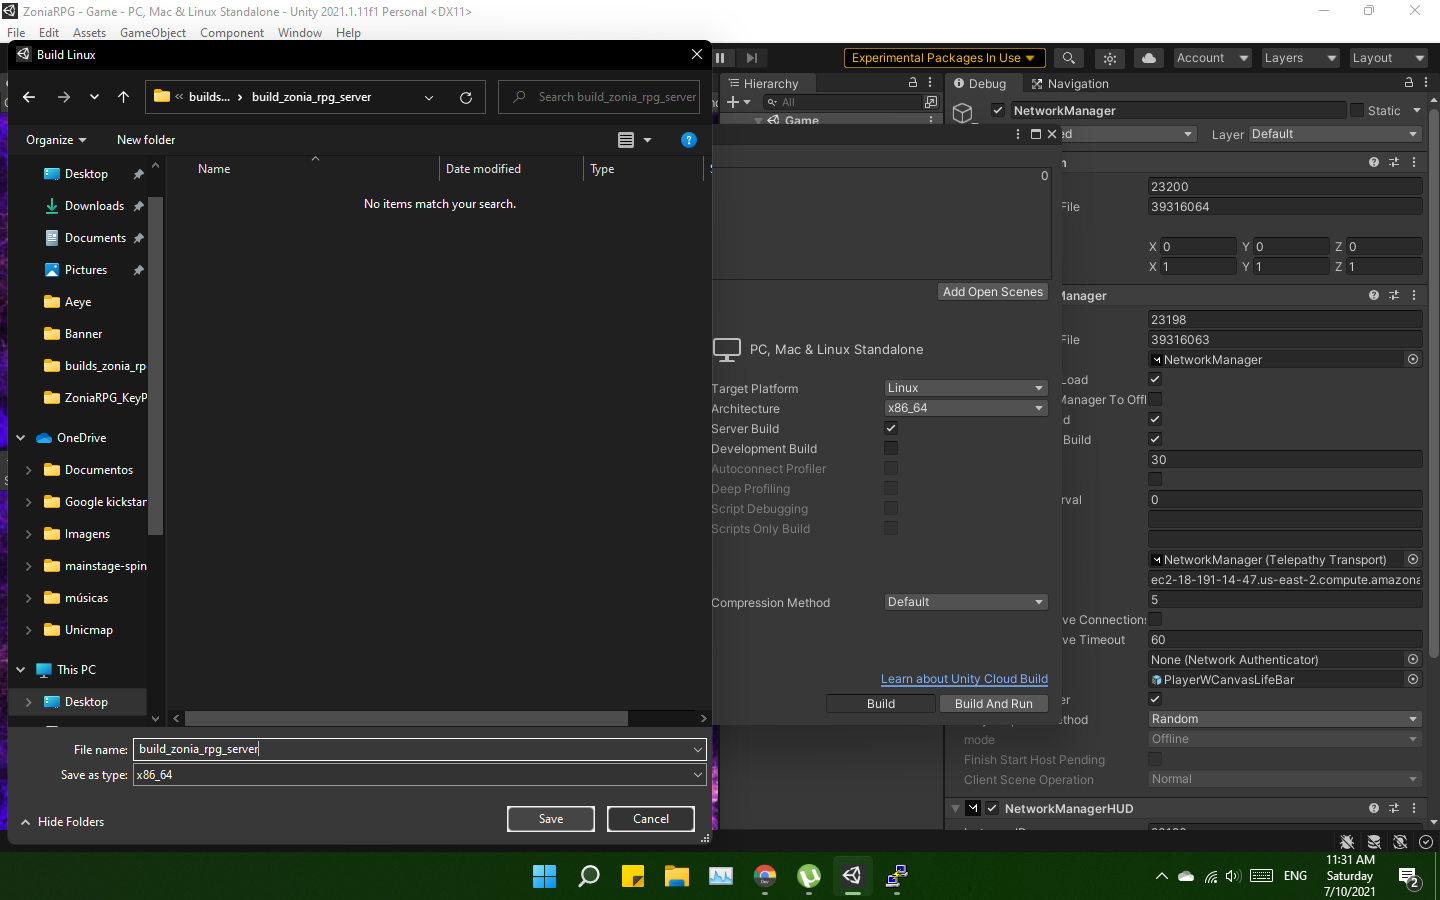 ZoniaRPG - Game - PC, Mac & Linux Standalone - Unity 2021.1.11f1 Personal <DX11>
File Edit Assets GameObject Component Window Help
Build Linux
builds... > build_zonia_rpg_server
Search build_zonia_rpg_server
Organize
New folder
Name
Date modified
Type
No items match your search.
Desktop
Downloads
Documents
Pictures
Aeye
Banner
builds_zonia_rp
ZoniaRPG_KeyP
OneDrive
Documentos
Google kickstar
Imagens
mainstage-spin
músicas
Unicmap
This PC
Desktop
File name: build_zonia_rpg_server
Save as type: x86_64
Hide Folders
Save
Cancel
Experimental Packages In Use
Account
Layers
Layout
Hierarchy
All
Game
0
Add Open Scenes
PC, Mac & Linux Standalone
Target Platform Linux
Architecture x86_64
Server Build
Development Build
Autoconnect Profiler
Deep Profiling
Script Debugging
Scripts Only Build
Compression Method Default
Learn about Unity Cloud Build
Build
Build And Run
Debug
Navigation
NetworkManager
Static
ed
Layer Default
n
23200
File 39316064
X 0 Y 0 Z 0
X 1 Y 1 Z 1
Manager
23198
File 39316063
NetworkManager
Load
Manager To Offl
d
Build
30
rval 0
NetworkManager (Telepathy Transport)
ec2-18-191-14-47.us-east-2.compute.amazona
5
ve Connections
ve Timeout 60
None (Network Authenticator)
PlayerWCanvasLifeBar
er
ethod Random
mode Offline
Finish Start Host Pending
Client Scene Operation Normal
NetworkManagerHUD
ENG
11:31 AM
Saturday
7/10/2021
2